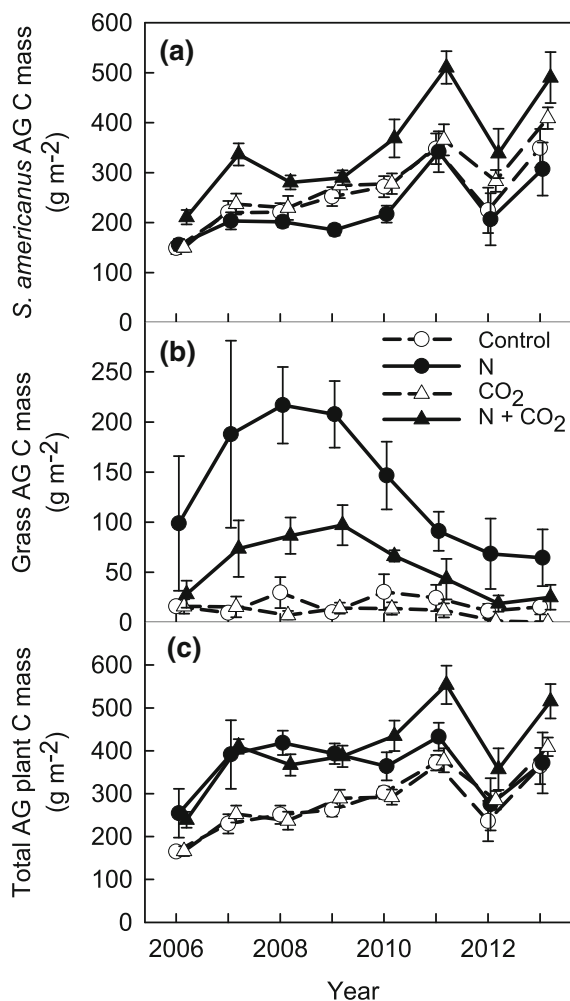 (a)
S. americanus AG C mass
(g m-2)
600
500
400
300
200
100
0
(b)
Control
N
CO2
N + CO2
Grass AG C mass
(g m-2)
250
200
150
100
50
0
(c)
Total AG plant C mass
(g m-2)
500
400
300
200
100
0
600
2006
2008
2010
2012
Year